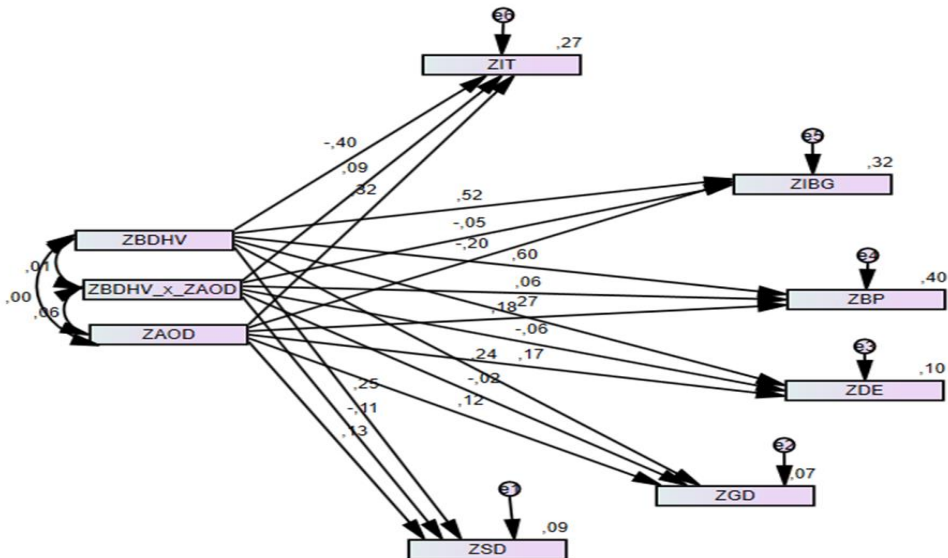 e6
,27
ZIT
e5
-,40
,09
,32
,32
ZIBG
,52
-,05
-,20
,60
ZBDHV
,01
e4
,40
ZBP
ZBDHV_x_ZAOD
,00
,06
,06
,18
,27
ZAOD
-,06
e3
,10
ZDE
,24
,17
-,02
,25
,12
-,11
,13
e2
,07
ZGD
e1
,09
ZSD